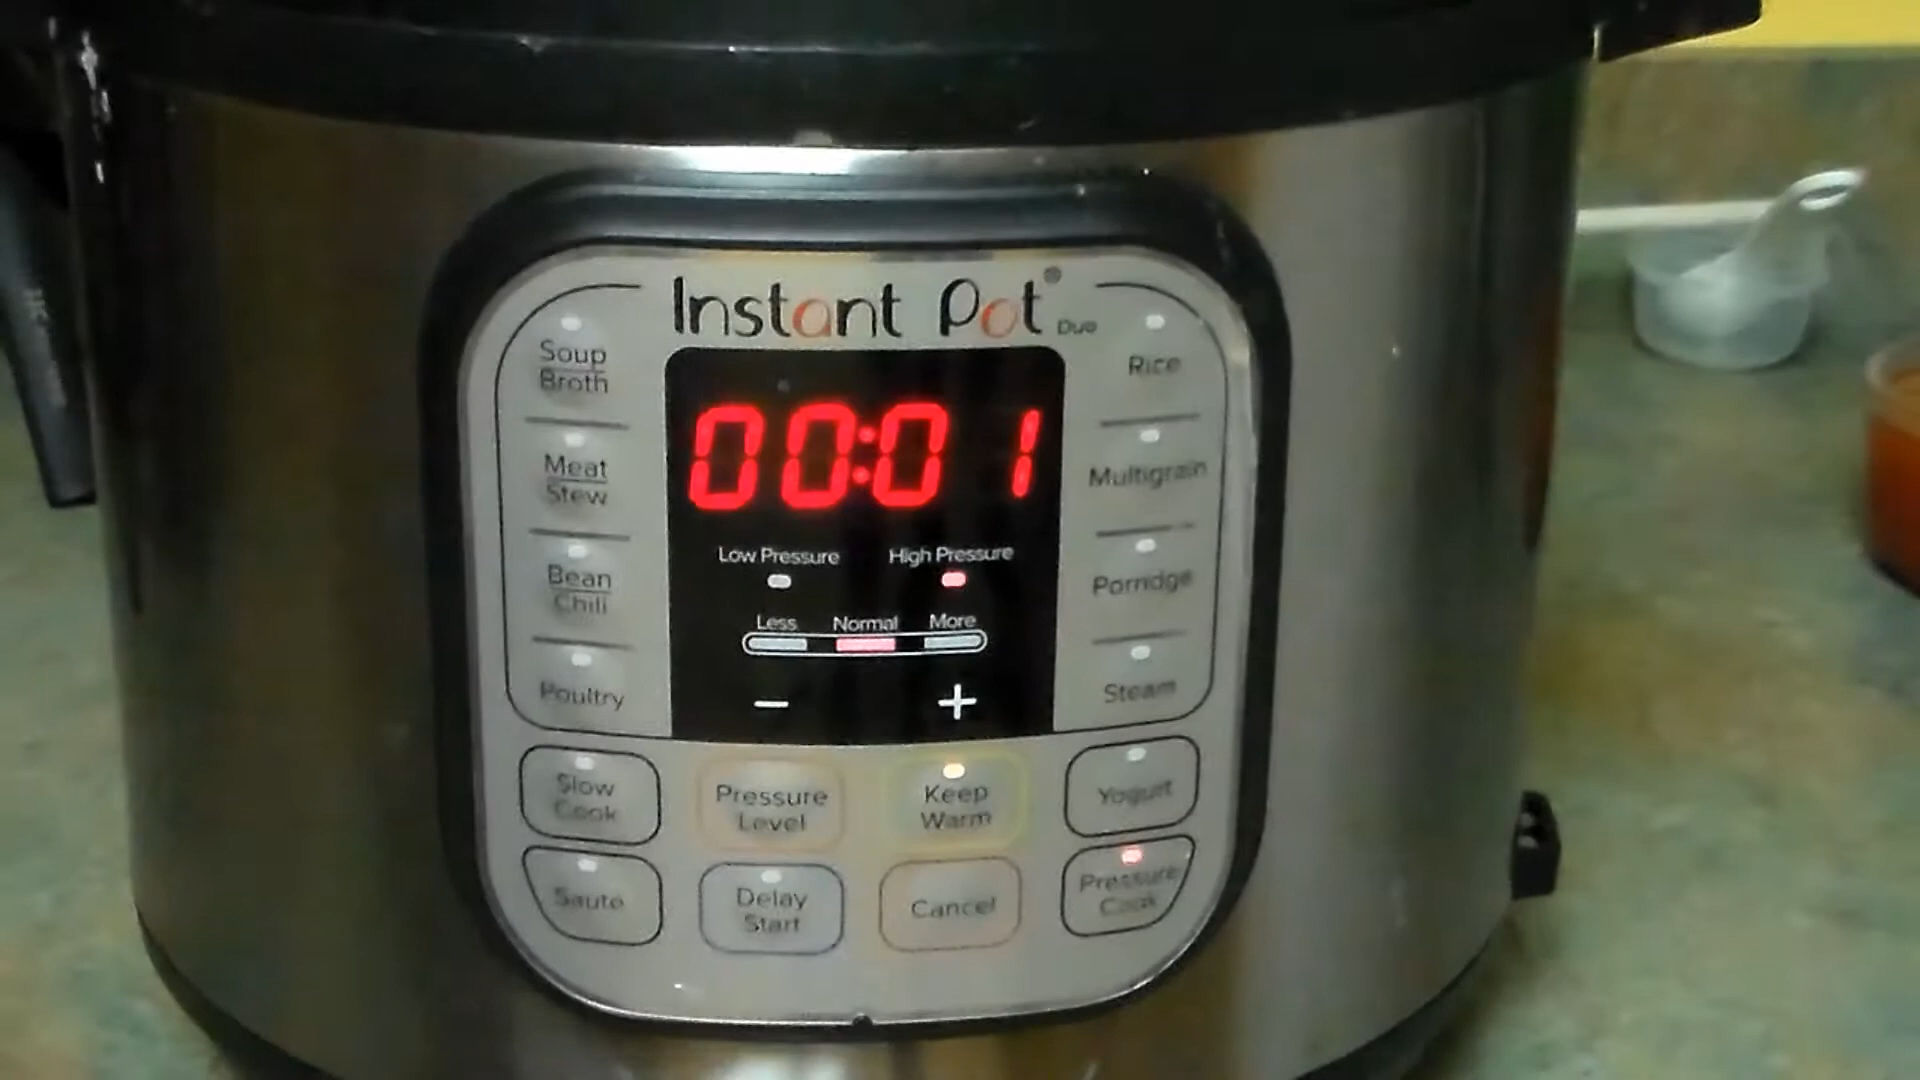 Instant Pot® Duo
Soup
Broth
Meat
Stew
Bean
Chili
Poultry
00:01
Low Pressure High Pressure
Less Normal More
− +
Rice
Multigrain
Porridge
Steam
Slow
Cook
Pressure
Level
Keep
Warm
Yogurt
Saute
Delay
Start
Cancel
Pressure
Cook